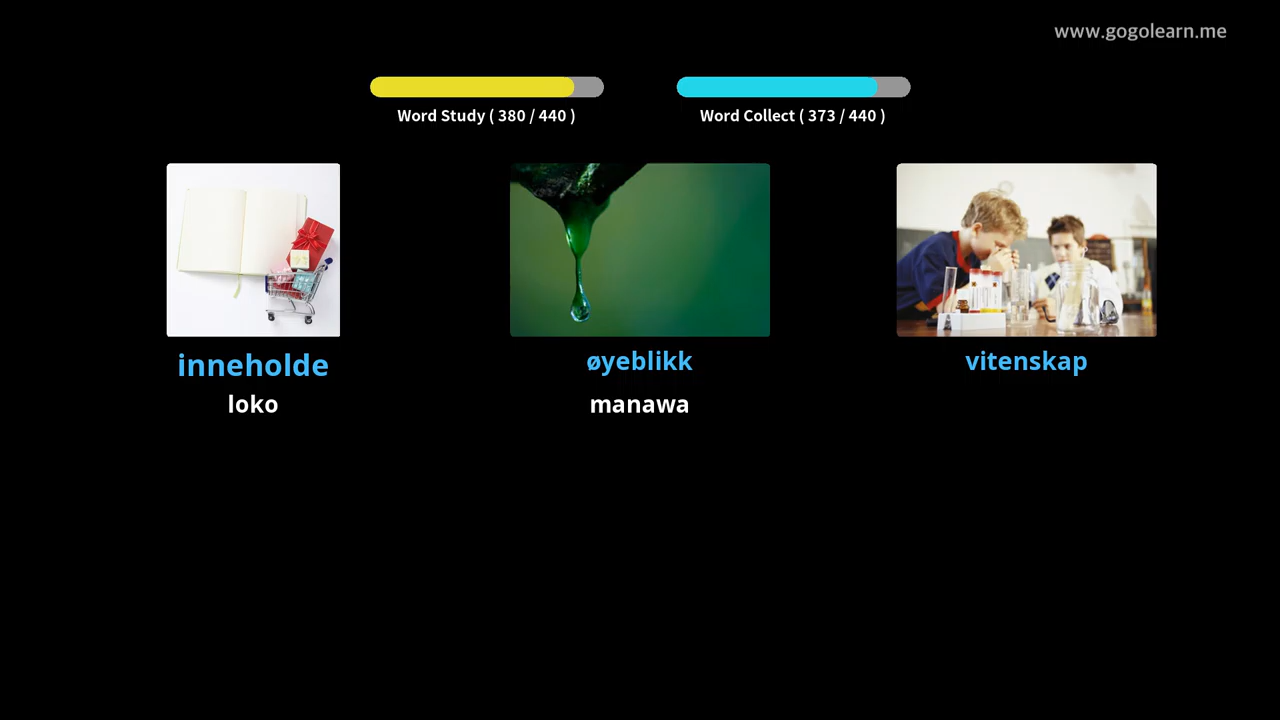 www.gogolearn.me
Word Study ( 380 / 440 )
Word Collect ( 373 / 440 )
inneholde
loko
øyeblikk
manawa
vitenskap